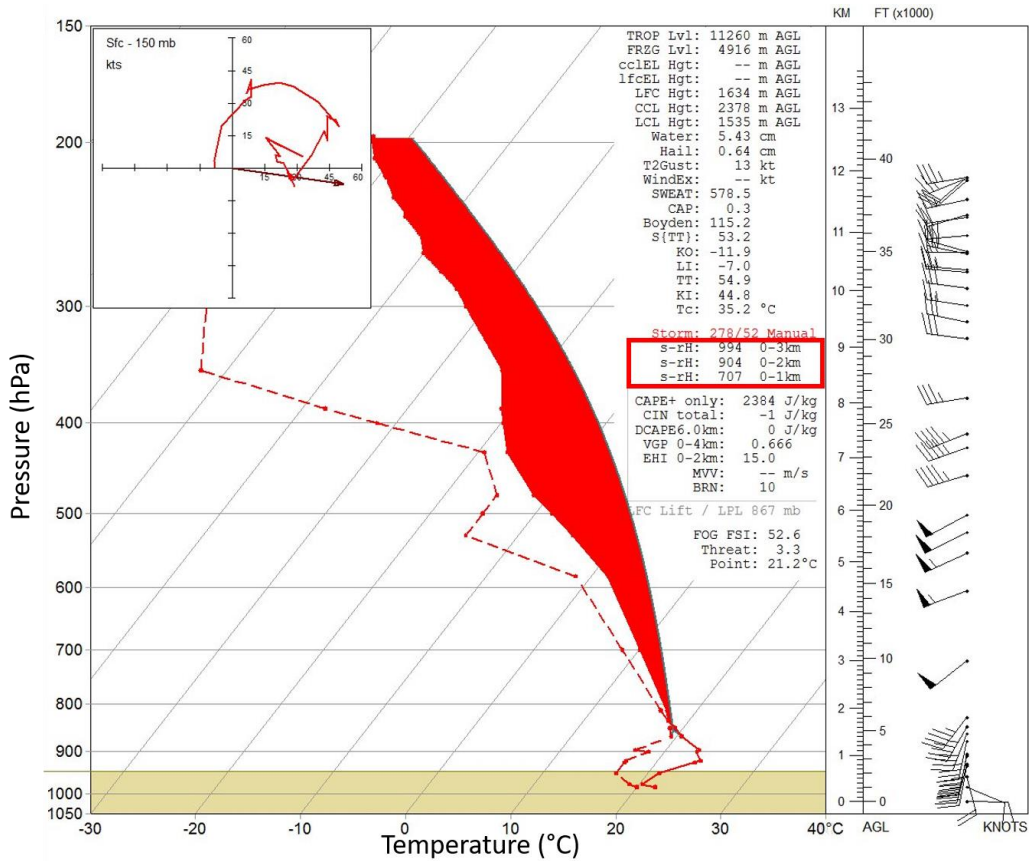 KM FT (x1000)
Sfc - 150 mb
kts
60
45
30
15
15 30 45 60
TROP Lvl: 11260 m AGL
FRZG Lvl: 4916 m AGL
cclEL Hgt: -- m AGL
lfcEL Hgt: -- m AGL
LFC Hgt: 1634 m AGL
CCL Hgt: 2378 m AGL
LCL Hgt: 1535 m AGL
Water: 5.43 cm
Hail: 0.64 cm
T2Gust: 13 kt
WindEx: -- kt
SWEAT: 578.5
CAP: 0.3
Boyden: 115.2
S{TT}: 53.2
KO: -11.9
LI: -7.0
TT: 54.9
KI: 44.8
Tc: 35.2 °C
Storm: 278/52 Manual
s-rH: 994 0-3km
s-rH: 904 0-2km
s-rH: 707 0-1km
CAPE+ only: 2384 J/kg
CIN total: -1 J/kg
DCAPE6.0km: 0 J/kg
VGP 0-4km: 0.666
EHI 0-2km: 15.0
MVV: -- m/s
BRN: 10
LFC Lift / LPL 867 mb
FOG FSI: 52.6
Threat: 3.3
Point: 21.2°C
Pressure (hPa)
150
200
300
400
500
600
700
800
900
1000
1050
13
12
11
10
9
8
7
6
5
4
3
2
1
0
40
35
30
25
20
15
10
5
0
-30 -20 -10 0 10 20 30 40°C
AGL KNOTS
Temperature (°C)